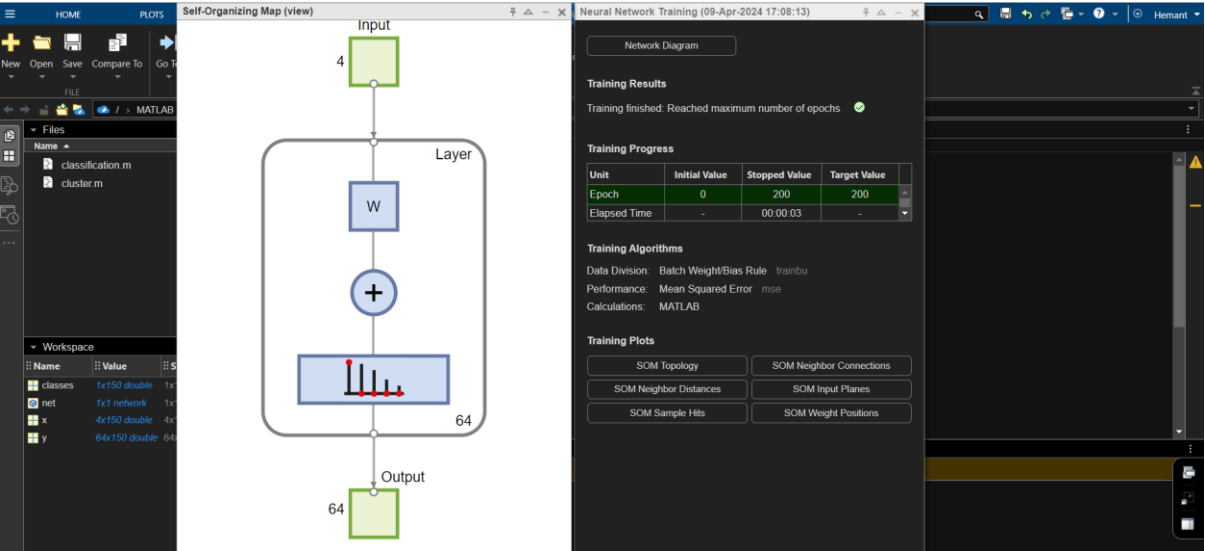 HOME PLOTS
New Open Save Compare To Go T
FILE
/ › MATLAB
Files
Name
classification.m
cluster.m
Workspace
Name Value S
classes 1x150 double 1x
net 1x1 network 1x
x 4x150 double 4x
y 64x150 double 64
Self-Organizing Map (view)
Input
4
Layer
W
+
64
Output
64
Neural Network Training (09-Apr-2024 17:08:13)
Network Diagram
Training Results
Training finished: Reached maximum number of epochs
Training Progress
Unit Initial Value Stopped Value Target Value
Epoch 0 200 200
Elapsed Time - 00:00:03 -
Training Algorithms
Data Division: Batch Weight/Bias Rule trainbu
Performance: Mean Squared Error mse
Calculations: MATLAB
Training Plots
SOM Topology SOM Neighbor Connections
SOM Neighbor Distances SOM Input Planes
SOM Sample Hits SOM Weight Positions
Hemant